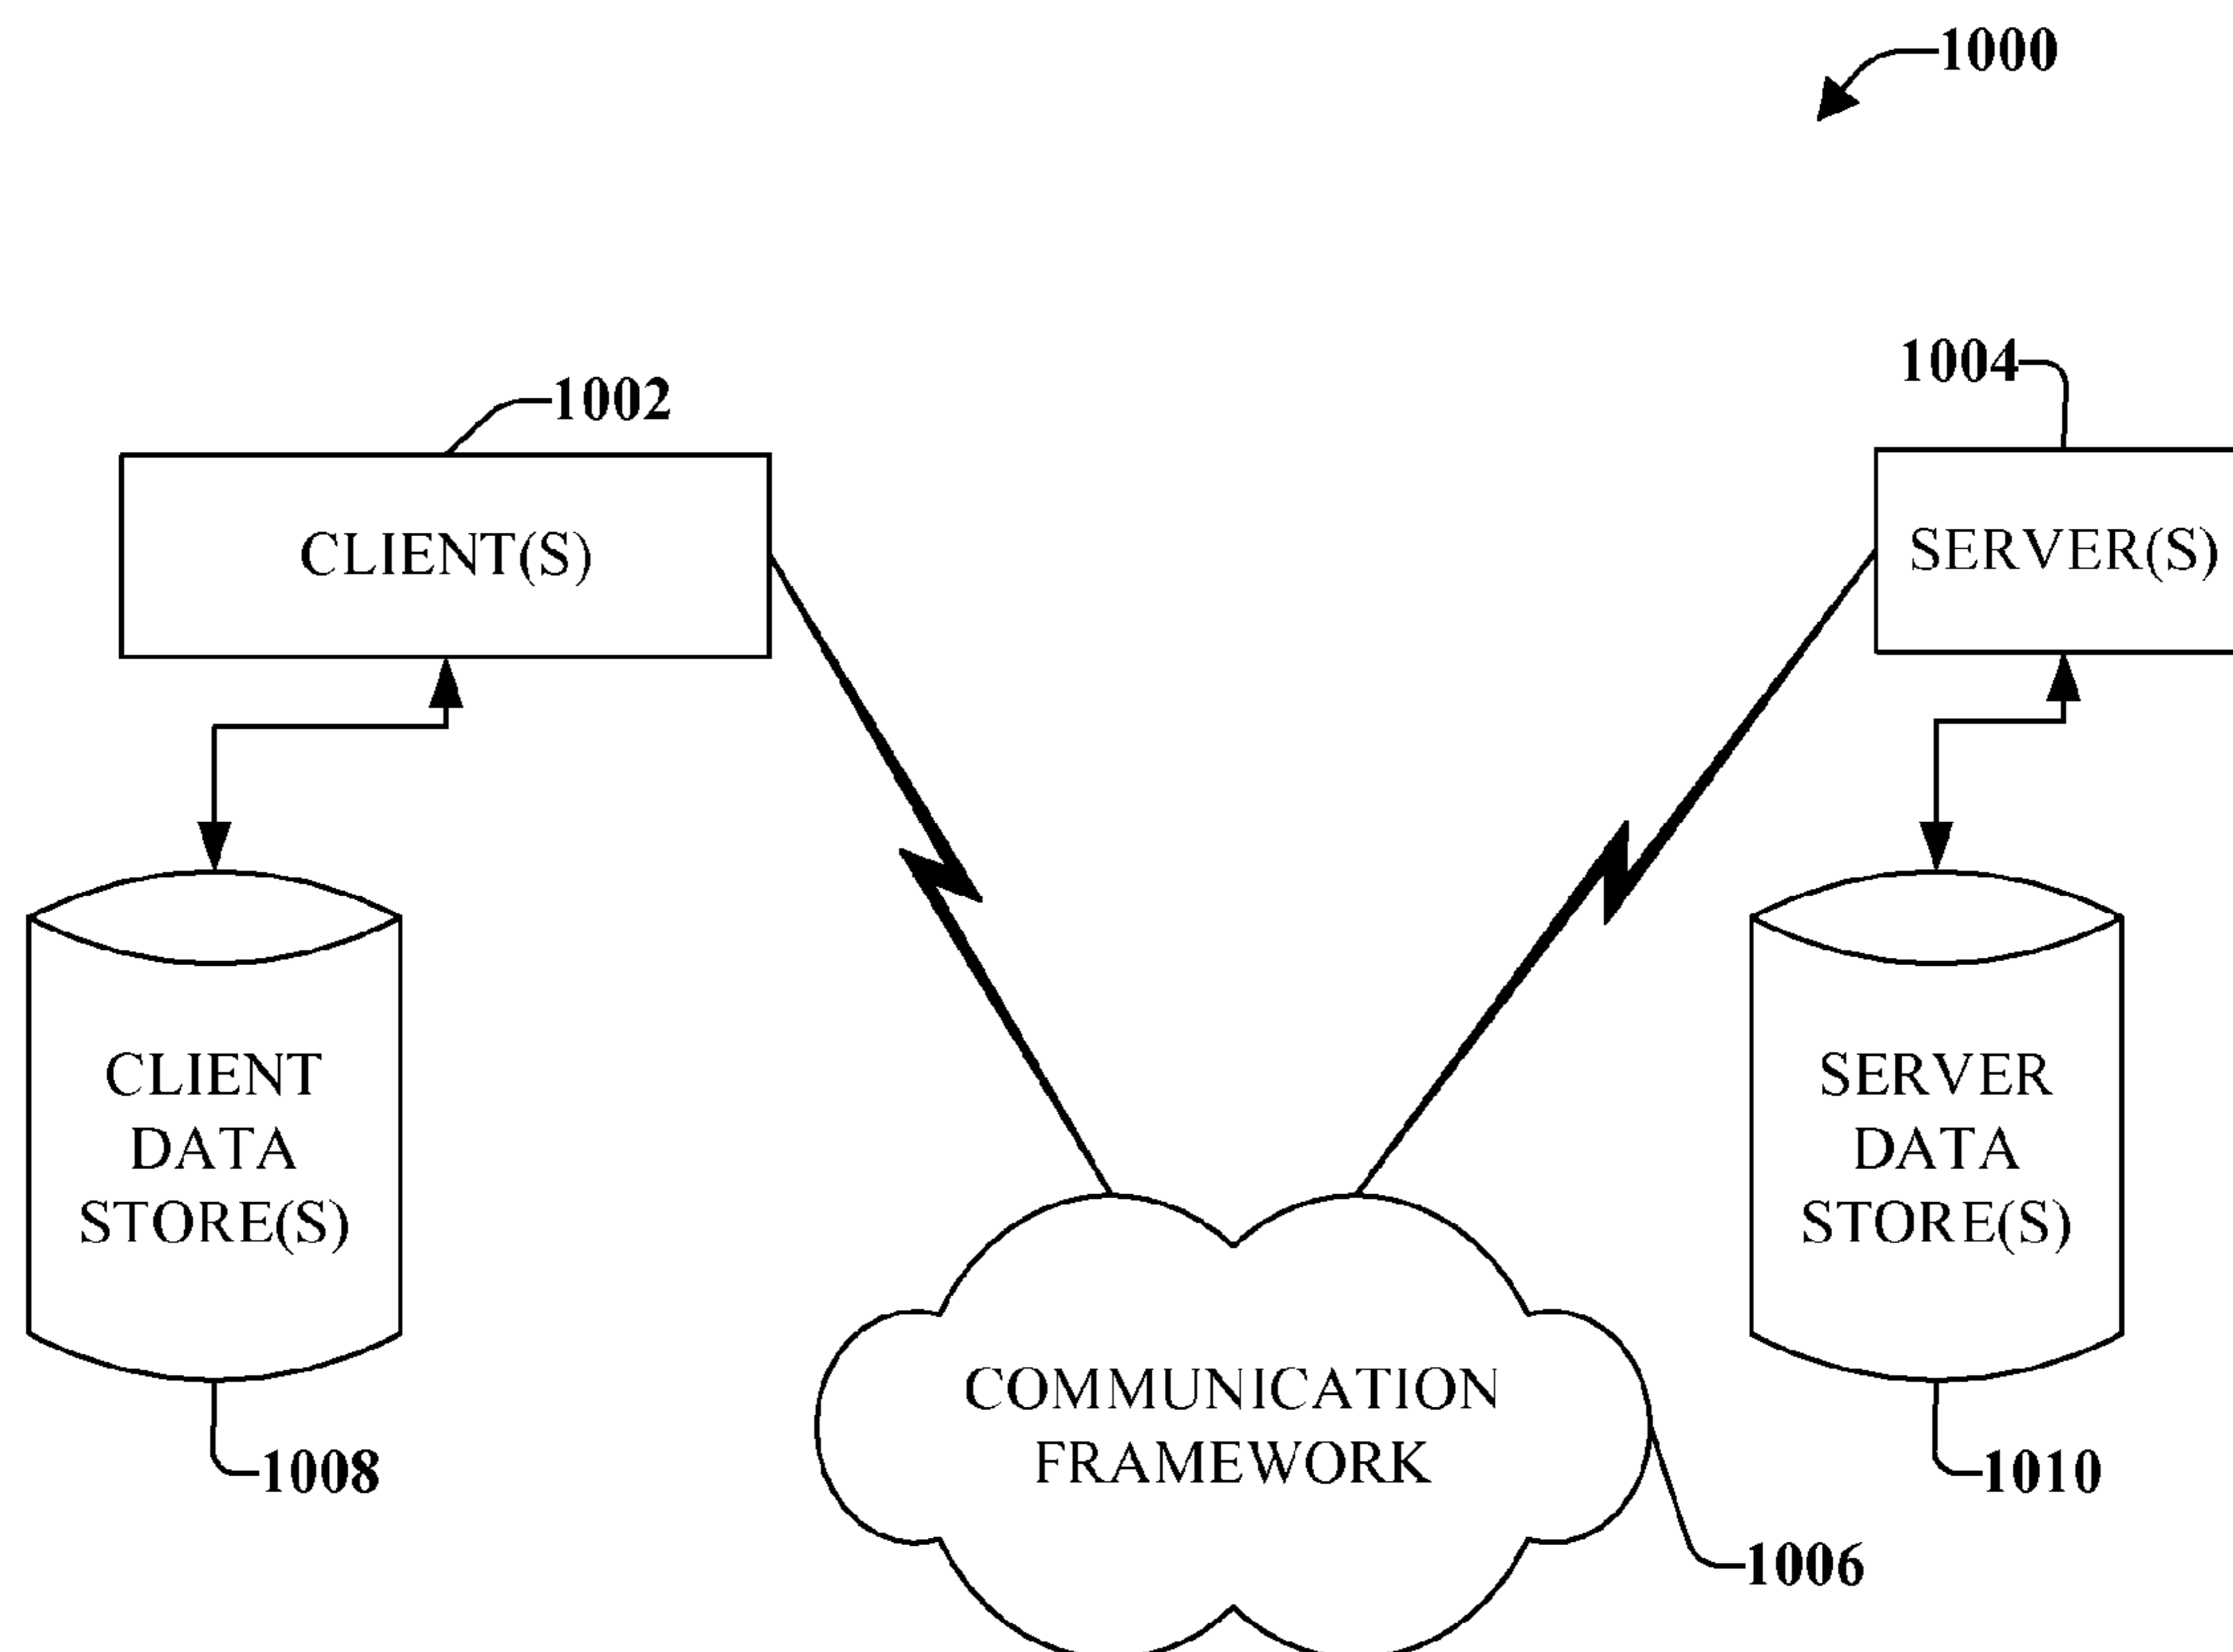 1000
1002
1004
CLIENT(S)
SERVER(S)
CLIENT
DATA
STORE(S)
SERVER
DATA
STORE(S)
COMMUNICATION
FRAMEWORK
1008
1010
1006